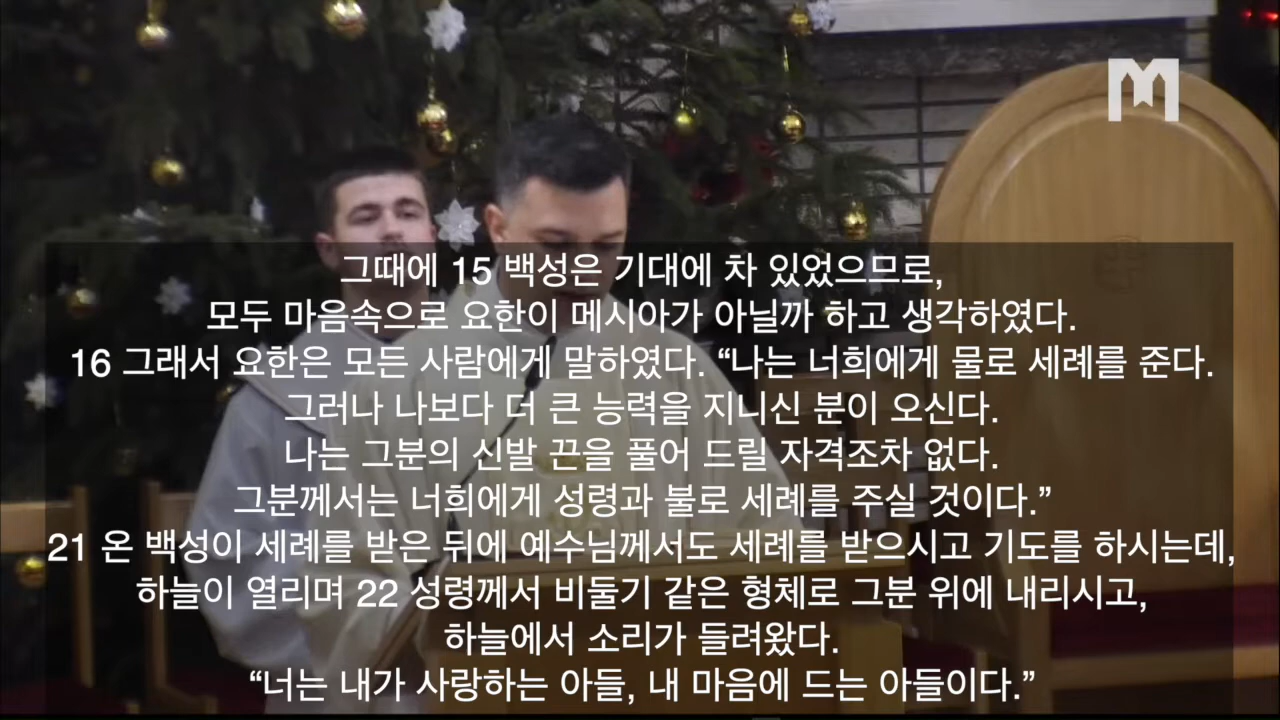 그때에 15 백성은 기대에 차 있었으므로,
모두 마음속으로 요한이 메시아가 아닐까 하고 생각하였다.
16 그래서 요한은 모든 사람에게 말하였다. “나는 너희에게 물로 세례를 준다.
그러나 나보다 더 큰 능력을 지니신 분이 오신다.
나는 그분의 신발 끈을 풀어 드릴 자격조차 없다.
그분께서는 너희에게 성령과 불로 세례를 주실 것이다.”
21 온 백성이 세례를 받은 뒤에 예수님께서도 세례를 받으시고 기도를 하시는데,
하늘이 열리며 22 성령께서 비둘기 같은 형체로 그분 위에 내리시고,
하늘에서 소리가 들려왔다.
“너는 내가 사랑하는 아들, 내 마음에 드는 아들이다.”